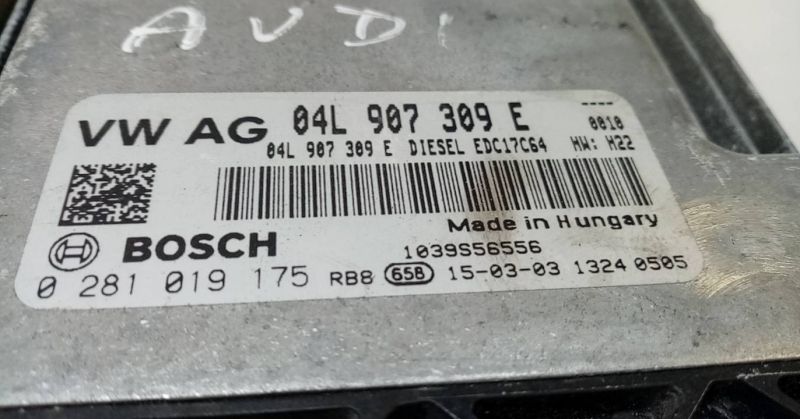 AUDI
----
VW AG 04L 907 309 E 0010
04L 907 309 E DIESEL EDC17C64 HW: H22
Made in Hungary
BOSCH 1039S56556
0 281 019 175 RB8 658 15-03-03 1324 0505